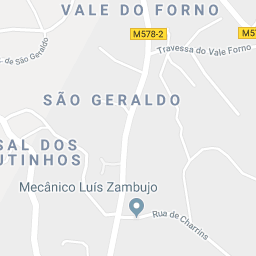 VALE DO FORNO
M578-2
M57
Travessa do Vale Forno
. de São Geraldo
SÃO GERALDO
SAL DOS
UTINHOS
Mecânico Luís Zambujo
Rua de Charrins